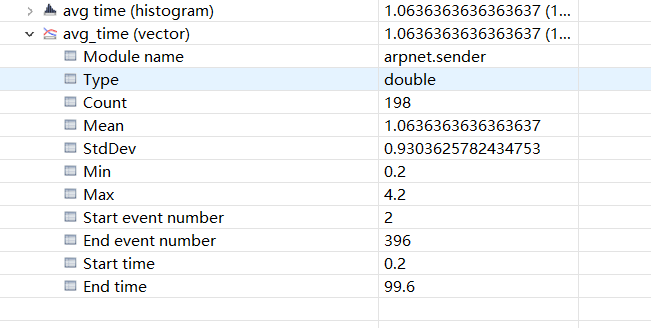 avg time (histogram) 1.0636363636363637 (1...
avg_time (vector) 1.0636363636363637 (1...
Module name arpnet.sender
Type double
Count 198
Mean 1.0636363636363637
StdDev 0.9303625782434753
Min 0.2
Max 4.2
Start event number 2
End event number 396
Start time 0.2
End time 99.6